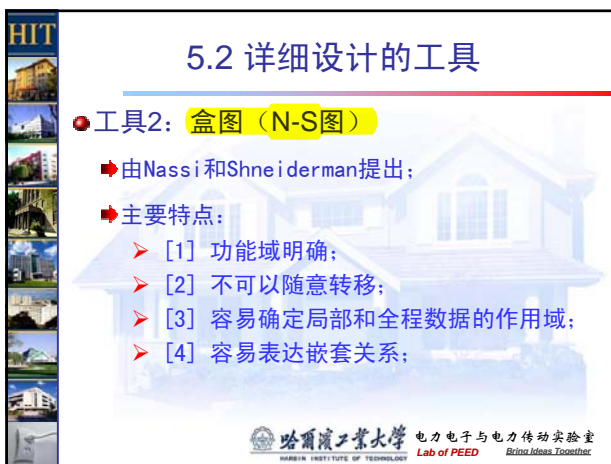 HIT
5.2 详细设计的工具
工具2：盒图（N-S图）
由Nassi和Shneiderman提出；
主要特点：
[1] 功能域明确；
[2] 不可以随意转移；
[3] 容易确定局部和全程数据的作用域；
[4] 容易表达嵌套关系；
哈爾濱工業大學
HARBIN INSTITUTE OF TECHNOLOGY
电力电子与电力传动实验室
Lab of PEED Bring Ideas Together